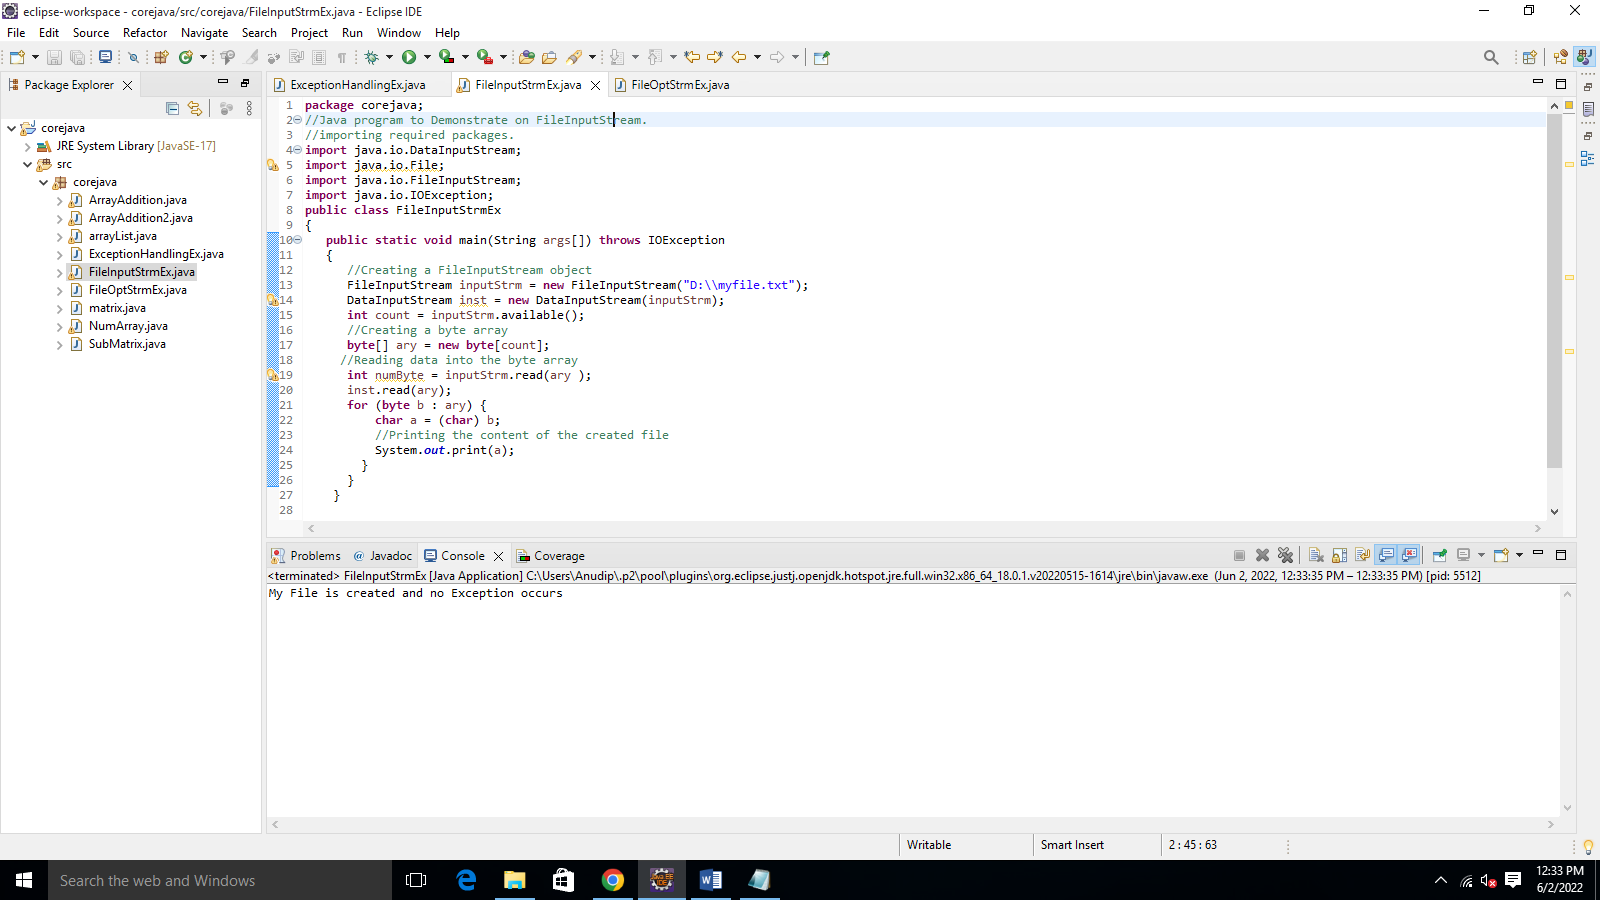 eclipse-workspace - corejava/src/corejava/FileInputStrmEx.java - Eclipse IDE
File Edit Source Refactor Navigate Search Project Run Window Help
Package Explorer
ExceptionHandlingEx.java FileInputStrmEx.java FileOptStrmEx.java
corejava
JRE System Library [JavaSE-17]
src
corejava
ArrayAddition.java
ArrayAddition2.java
arrayList.java
ExceptionHandlingEx.java
FileInputStrmEx.java
FileOptStrmEx.java
matrix.java
NumArray.java
SubMatrix.java
1 package corejava;
2 //Java program to Demonstrate on FileInputStream.
3 //importing required packages.
4 import java.io.DataInputStream;
5 import java.io.File;
6 import java.io.FileInputStream;
7 import java.io.IOException;
8 public class FileInputStrmEx
9 {
10 public static void main(String args[]) throws IOException
11 {
12 //Creating a FileInputStream object
13 FileInputStream inputStrm = new FileInputStream("D:\\myfile.txt");
14 DataInputStream inst = new DataInputStream(inputStrm);
15 int count = inputStrm.available();
16 //Creating a byte array
17 byte[] ary = new byte[count];
18 //Reading data into the byte array
19 int numByte = inputStrm.read(ary );
20 inst.read(ary);
21 for (byte b : ary) {
22 char a = (char) b;
23 //Printing the content of the created file
24 System.out.print(a);
25 }
26 }
27 }
28
Problems @ Javadoc Console Coverage
<terminated> FileInputStrmEx [Java Application] C:\Users\Anudip\.p2\pool\plugins\org.eclipse.justj.openjdk.hotspot.jre.full.win32.x86_64_18.0.1.v20220515-1614\jre\bin\javaw.exe (Jun 2, 2022, 12:33:35 PM – 12:33:35 PM) [pid: 5512]
My File is created and no Exception occurs
Writable Smart Insert 2 : 45 : 63
Search the web and Windows
12:33 PM
6/2/2022